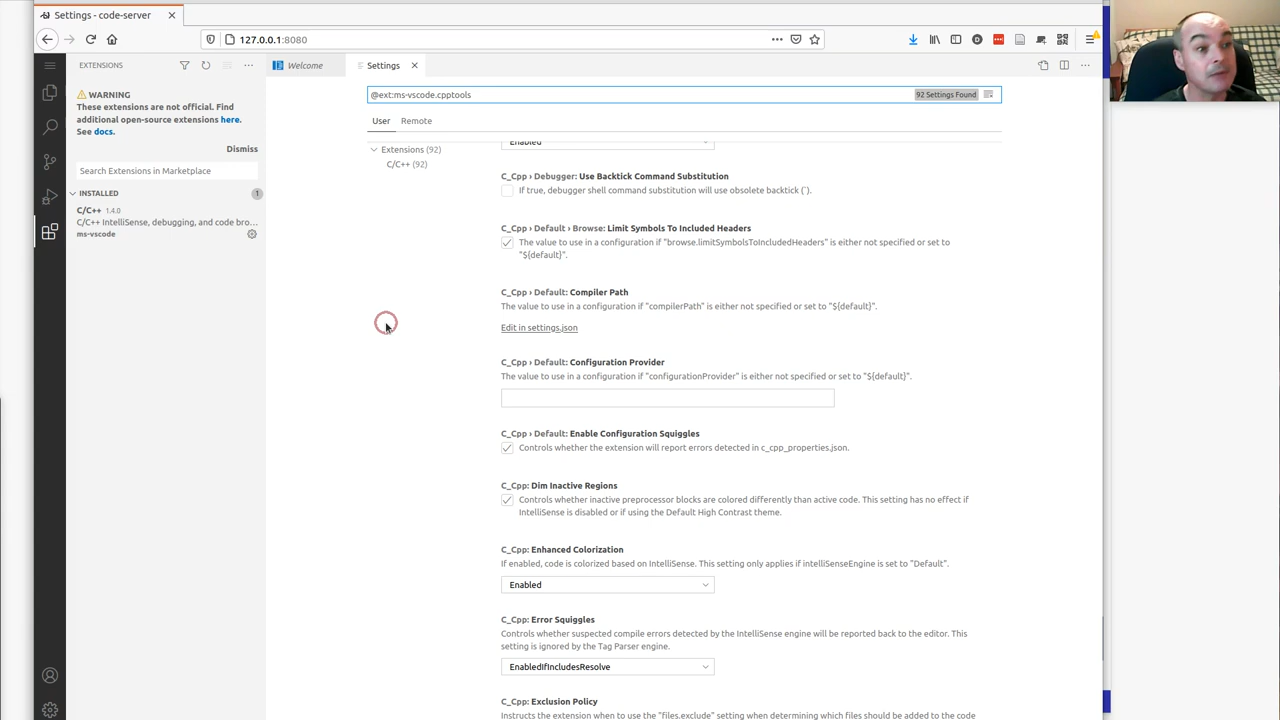 Settings - code-server
127.0.0.1:8080
EXTENSIONS
Welcome
Settings
WARNING
These extensions are not official. Find
additional open-source extensions here.
See docs.
Dismiss
Search Extensions in Marketplace
INSTALLED
1
C/C++ 1.4.0
C/C++ IntelliSense, debugging, and code bro...
ms-vscode
@ext:ms-vscode.cpptools
92 Settings Found
User
Remote
Extensions (92)
C/C++ (92)
Enabled
C_Cpp › Debugger: Use Backtick Command Substitution
If true, debugger shell command substitution will use obsolete backtick (`).
C_Cpp › Default › Browse: Limit Symbols To Included Headers
The value to use in a configuration if "browse.limitSymbolsToIncludedHeaders" is either not specified or set to
"${default}".
C_Cpp › Default: Compiler Path
The value to use in a configuration if "compilerPath" is either not specified or set to "${default}".
Edit in settings.json
C_Cpp › Default: Configuration Provider
The value to use in a configuration if "configurationProvider" is either not specified or set to "${default}".
C_Cpp › Default: Enable Configuration Squiggles
Controls whether the extension will report errors detected in c_cpp_properties.json.
C_Cpp: Dim Inactive Regions
Controls whether inactive preprocessor blocks are colored differently than active code. This setting has no effect if
IntelliSense is disabled or if using the Default High Contrast theme.
C_Cpp: Enhanced Colorization
If enabled, code is colorized based on IntelliSense. This setting only applies if intelliSenseEngine is set to "Default".
Enabled
C_Cpp: Error Squiggles
Controls whether suspected compile errors detected by the IntelliSense engine will be reported back to the editor. This
setting is ignored by the Tag Parser engine.
EnabledIfIncludesResolve
C_Cpp: Exclusion Policy
Instructs the extension when to use the "files.exclude" setting when determining which files should be added to the code